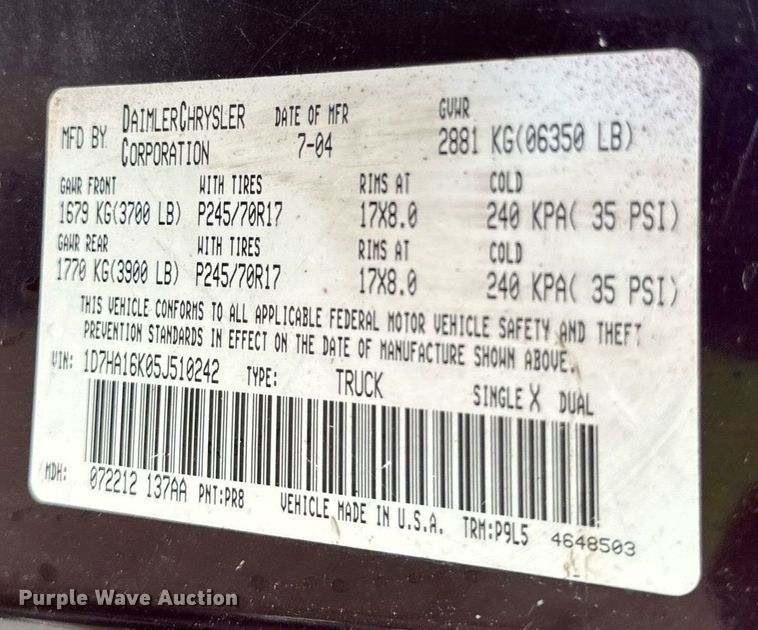 MFD BY DAIMLERCHRYSLER CORPORATION DATE OF MFR 7-04 GVWR 2881 KG(06350 LB)
GAWR FRONT WITH TIRES RIMS AT COLD
1679 KG(3700 LB) P245/70R17 17X8.0 240 KPA( 35 PSI)
GAWR REAR WITH TIRES RIMS AT COLD
1770 KG(3900 LB) P245/70R17 17X8.0 240 KPA( 35 PSI)
THIS VEHICLE CONFORMS TO ALL APPLICABLE FEDERAL MOTOR VEHICLE SAFETY AND THEFT
PREVENTION STANDARDS IN EFFECT ON THE DATE OF MANUFACTURE SHOWN ABOVE.
VIN: 1D7HA16K05J510242 TYPE: TRUCK SINGLE X DUAL
MDH: 072212 137AA PNT:PR8 VEHICLE MADE IN U.S.A. TRM:P9L5 4648503
Purple Wave Auction